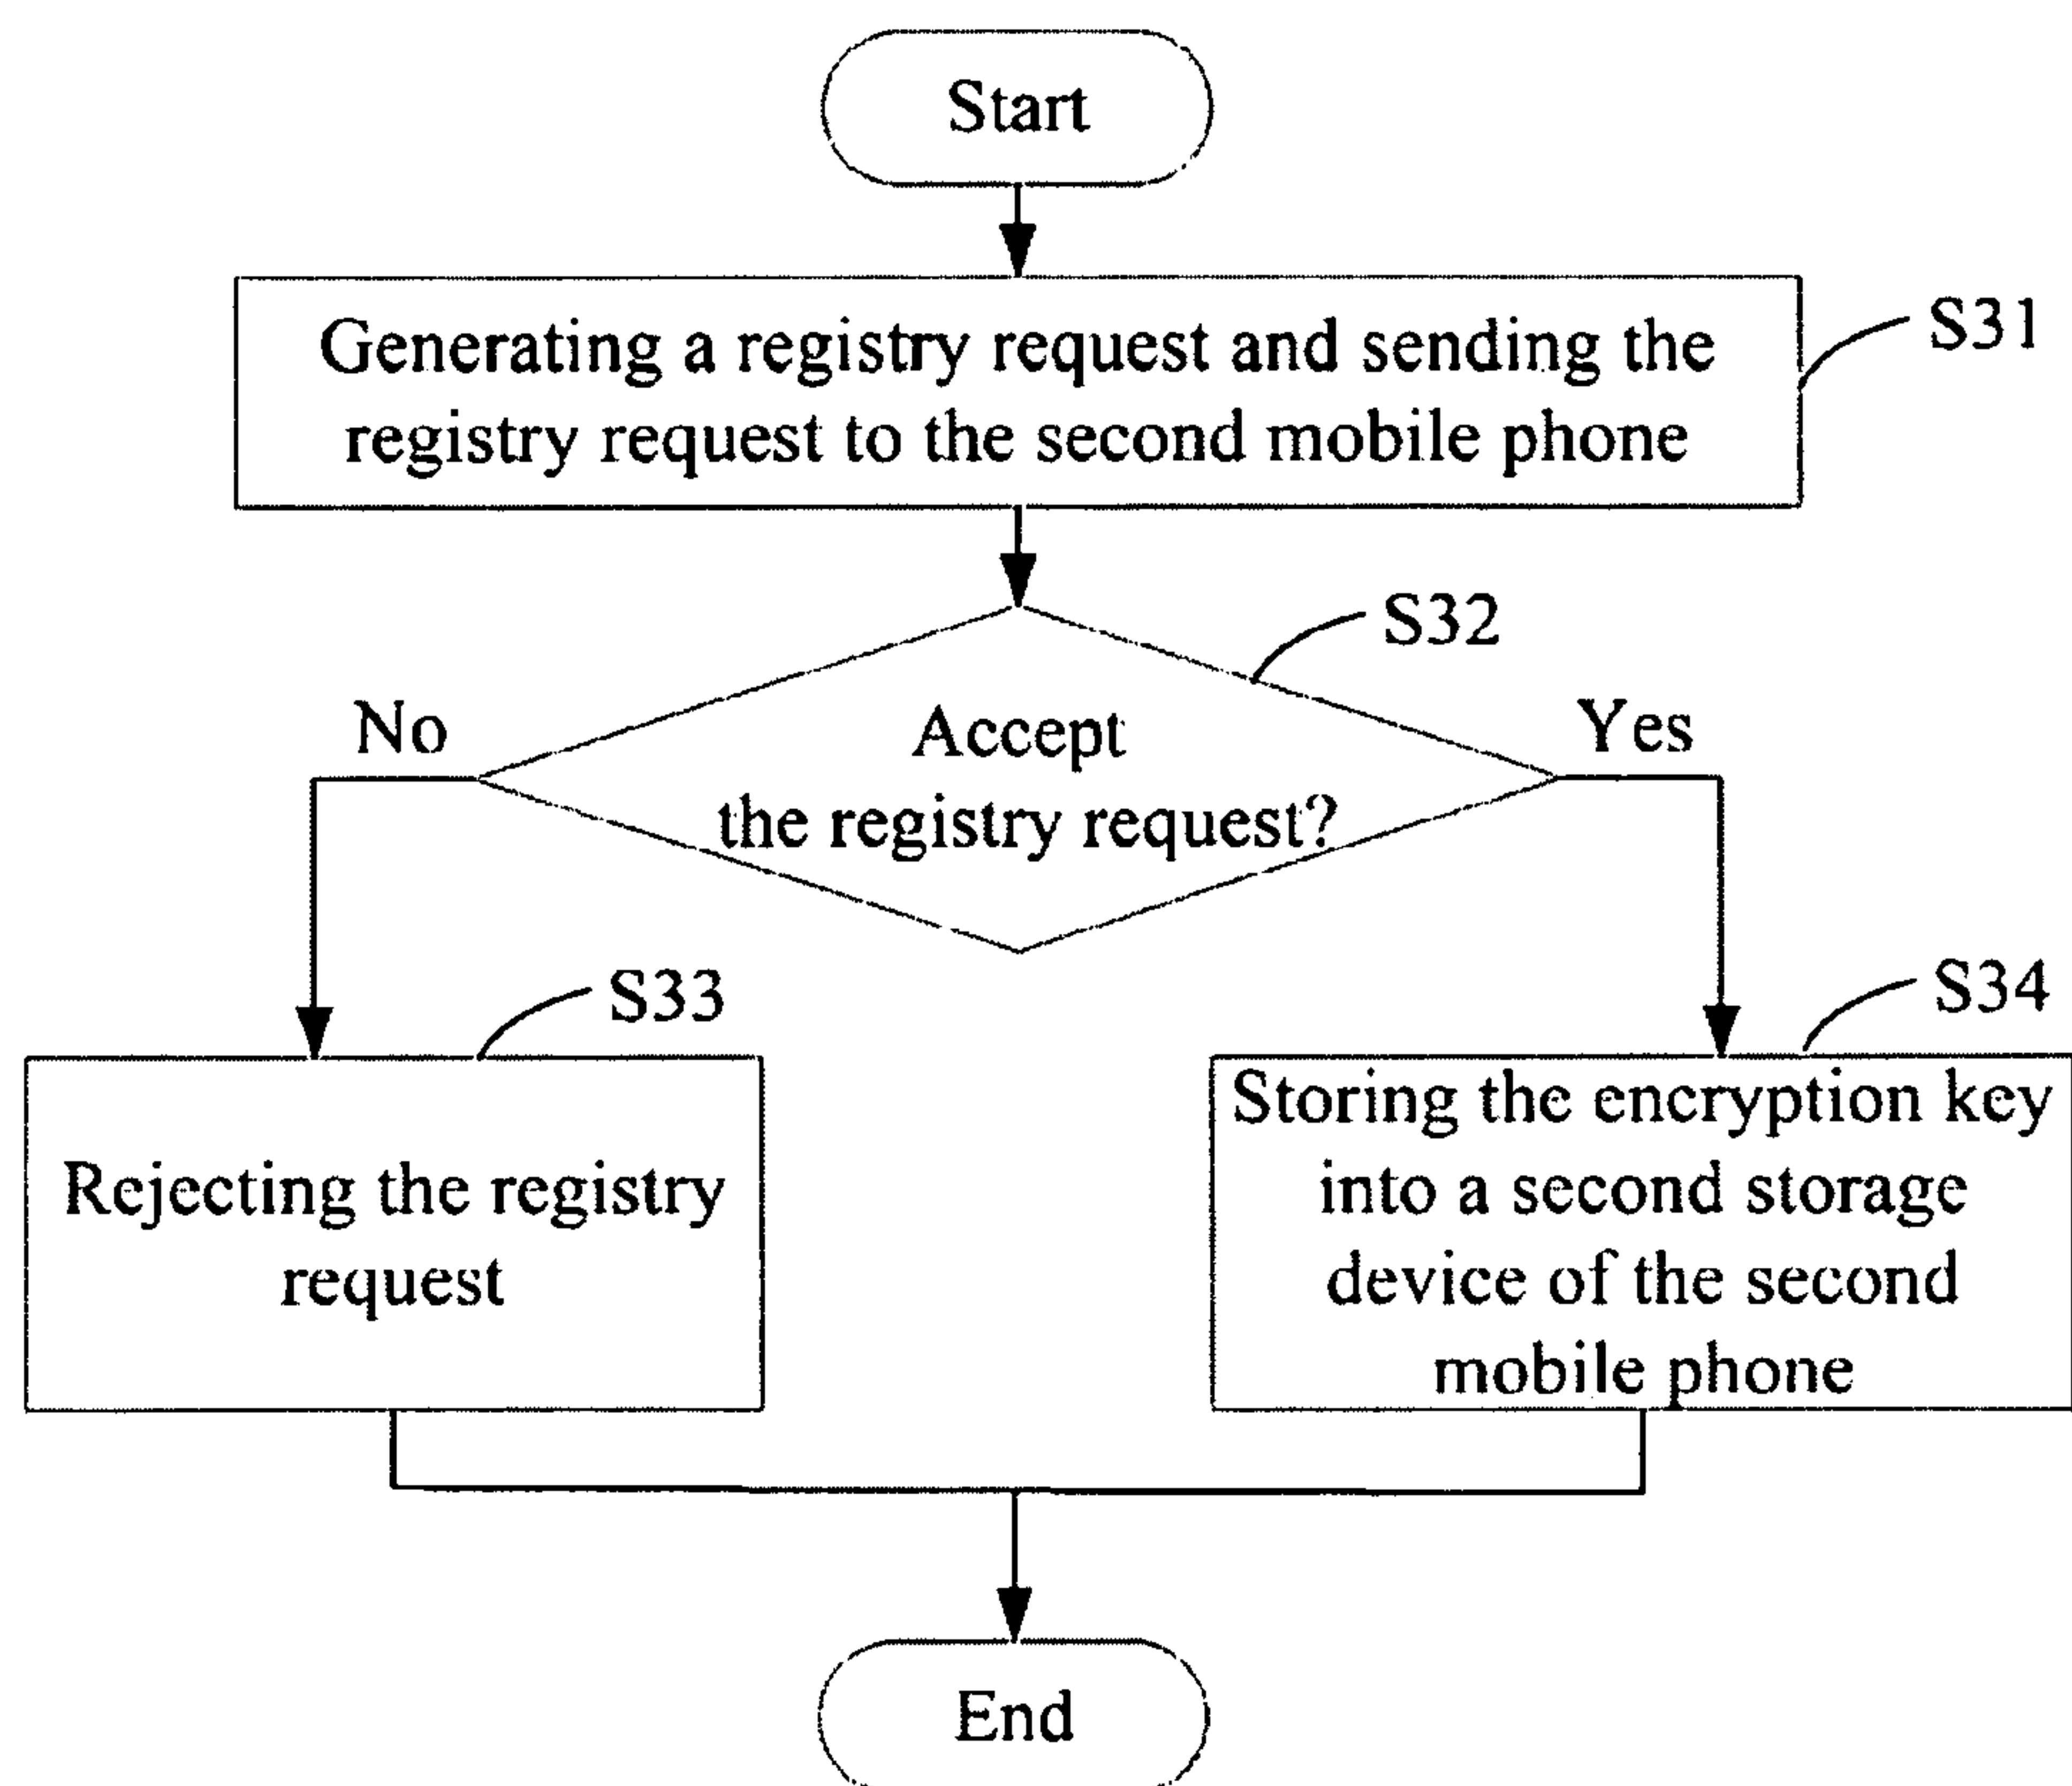 Start
Generating a registry request and sending the
registry request to the second mobile phone
S31
S32
No
Accept
the registry request?
Yes
S33
S34
Rejecting the registry
request
Storing the encryption key
into a second storage
device of the second
mobile phone
End